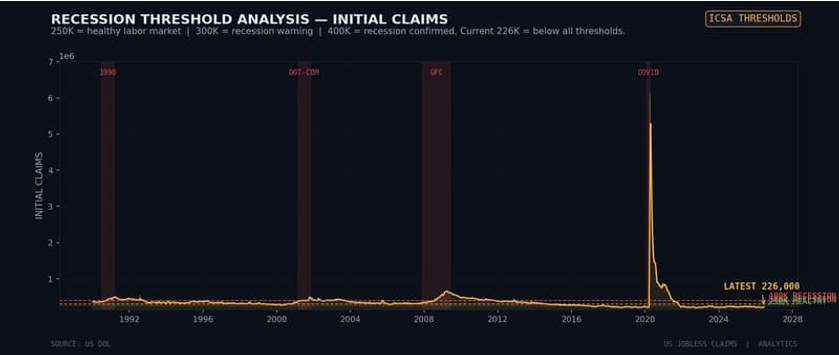 RECESSION THRESHOLD ANALYSIS — INITIAL CLAIMS
ICSA THRESHOLDS
250K = healthy labor market | 300K = recession warning | 400K = recession confirmed. Current 226K = below all thresholds.
1e6
7
1990
DOT-COM
GFC
COVID
6
5
4
3
2
1
INITIAL CLAIMS
LATEST 226,000
400K RECESSION
1992
1996
2000
2004
2008
2012
2016
2020
2024
2028
SOURCE: US DOL
US JOBLESS CLAIMS | ANALYTICS